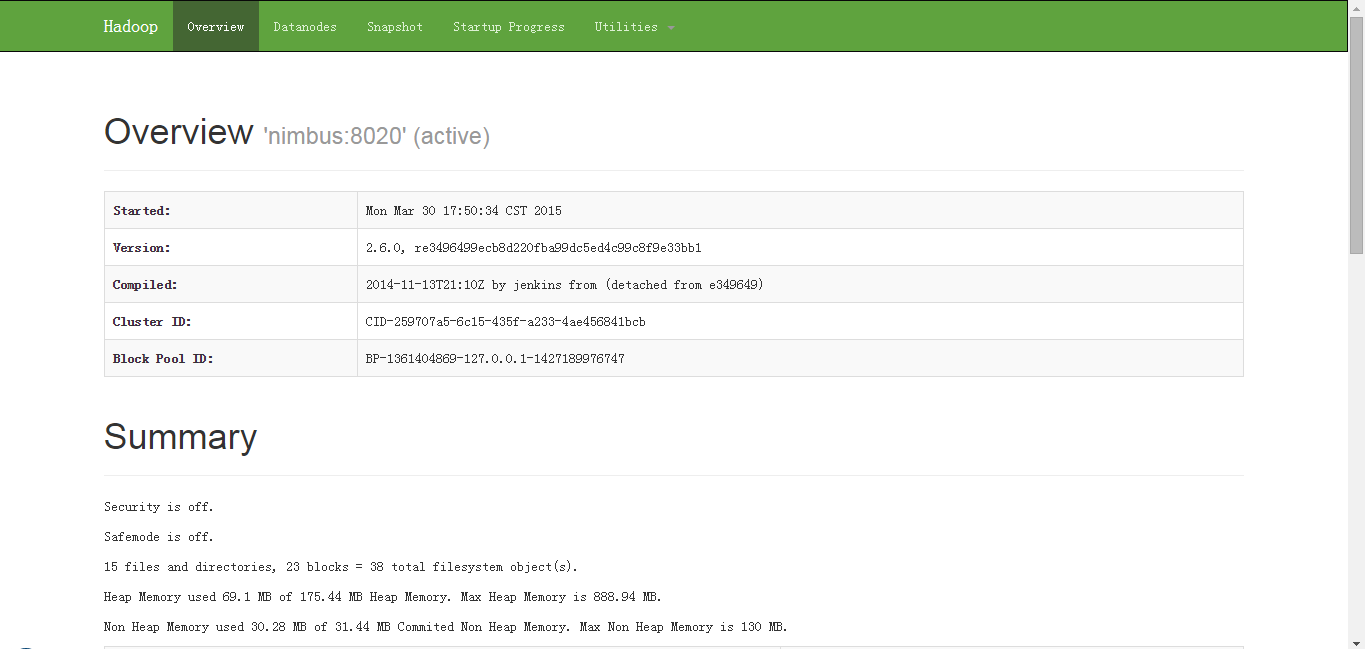 Hadoop Overview Datanodes Snapshot Startup Progress Utilities
Overview 'nimbus:8020' (active)
Started: Mon Mar 30 17:50:34 CST 2015
Version: 2.6.0, re3496499ecb8d220fba99dc5ed4c99c8f9e33bb1
Compiled: 2014-11-13T21:10Z by jenkins from (detached from e349649)
Cluster ID: CID-259707a5-6c15-435f-a233-4ae456841bcb
Block Pool ID: BP-1361404869-127.0.0.1-1427189976747
Summary
Security is off.
Safemode is off.
15 files and directories, 23 blocks = 38 total filesystem object(s).
Heap Memory used 69.1 MB of 175.44 MB Heap Memory. Max Heap Memory is 888.94 MB.
Non Heap Memory used 30.28 MB of 31.44 MB Commited Non Heap Memory. Max Non Heap Memory is 130 MB.